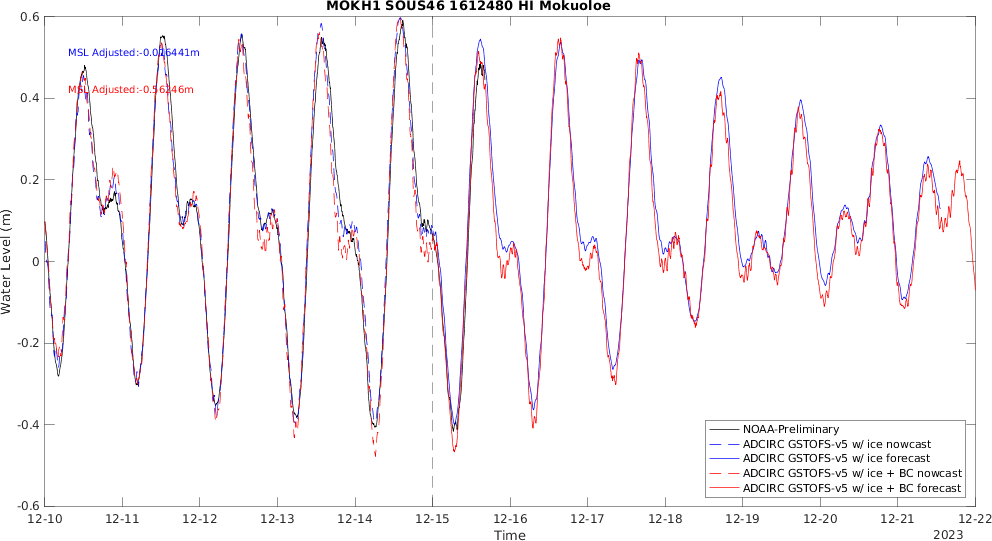 MOKH1 SOUS46 1612480 HI Mokuoloe
MSL Adjusted:-0.016441m
MSL Adjusted:-0.56246m
Water Level (m)
0.6
0.4
0.2
0
-0.2
-0.4
-0.6
NOAA-Preliminary
ADCIRC GSTOFS-v5 w/ ice nowcast
ADCIRC GSTOFS-v5 w/ ice forecast
ADCIRC GSTOFS-v5 w/ ice + BC nowcast
ADCIRC GSTOFS-v5 w/ ice + BC forecast
12-10 12-11 12-12 12-13 12-14 12-15 12-16 12-17 12-18 12-19 12-20 12-21 12-22
Time
2023